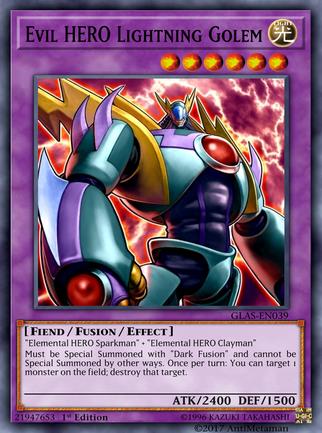 Evil HERO Lightning Golem
LIGHT
光
GLAS-EN039
[Fiend / Fusion / Effect]
"Elemental HERO Sparkman" + "Elemental HERO Clayman"
Must be Special Summoned with "Dark Fusion" and cannot be
Special Summoned by other ways. Once per turn: You can target 1
monster on the field; destroy that target.
ATK/2400 DEF/1500
21947653 1st Edition ©1996 KAZUKI TAKAHASHI
©2017 AntiMetaman